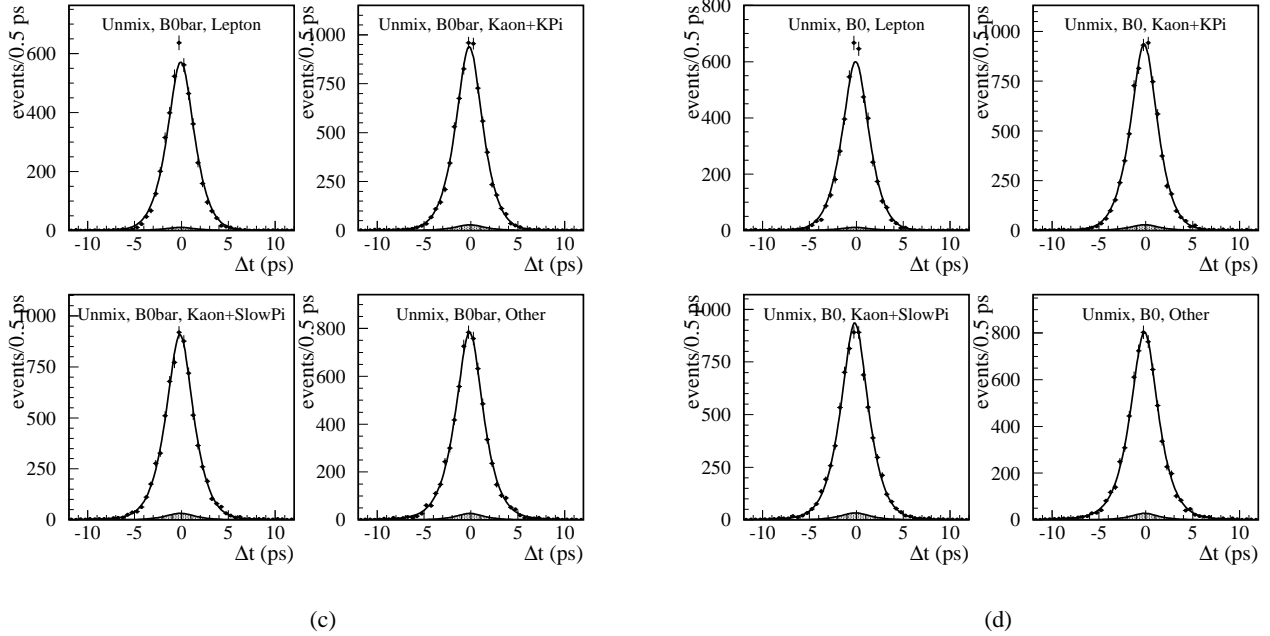 Unmix, B0bar, Lepton
events/0.5 ps
600
400
200
0
-10 -5 0 5 10
Δt (ps)
Unmix, B0bar, Kaon+KPi
events/0.5 ps
1000
750
500
250
0
-10 -5 0 5 10
Δt (ps)
Unmix, B0bar, Kaon+SlowPi
events/0.5 ps
1000
750
500
250
0
-10 -5 0 5 10
Δt (ps)
Unmix, B0bar, Other
events/0.5 ps
800
600
400
200
0
-10 -5 0 5 10
Δt (ps)
(c)
Unmix, B0, Lepton
events/0.5 ps
800
600
400
200
0
-10 -5 0 5 10
Δt (ps)
Unmix, B0, Kaon+KPi
events/0.5 ps
1000
750
500
250
0
-10 -5 0 5 10
Δt (ps)
Unmix, B0, Kaon+SlowPi
events/0.5 ps
1000
750
500
250
0
-10 -5 0 5 10
Δt (ps)
Unmix, B0, Other
events/0.5 ps
800
600
400
200
0
-10 -5 0 5 10
Δt (ps)
(d)